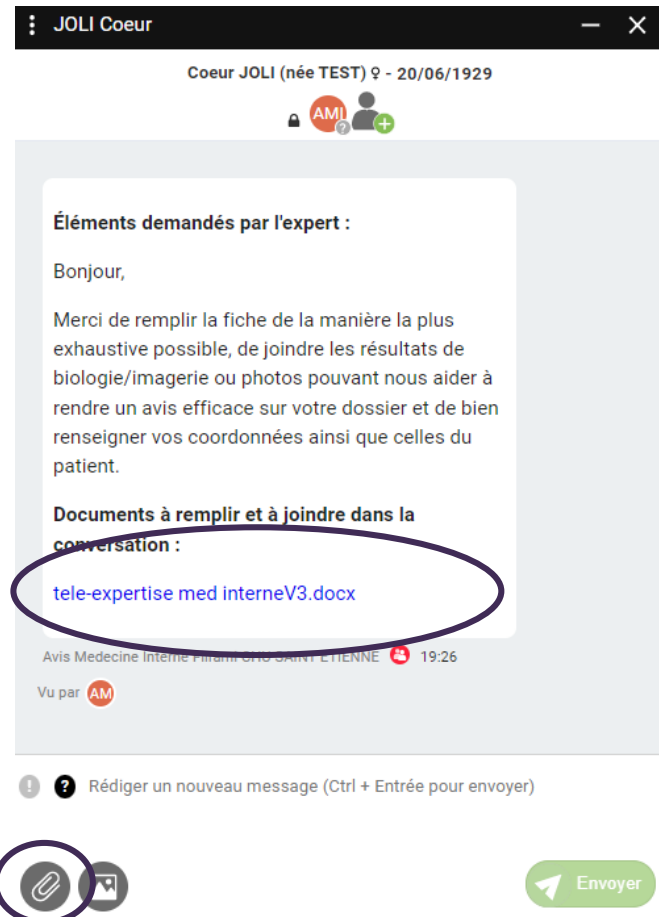 JOLI Coeur
Coeur JOLI (née TEST) ♀ - 20/06/1929
AMI
?
Éléments demandés par l'expert :
Bonjour,
Merci de remplir la fiche de la manière la plus
exhaustive possible, de joindre les résultats de
biologie/imagerie ou photos pouvant nous aider à
rendre un avis efficace sur votre dossier et de bien
renseigner vos coordonnées ainsi que celles du
patient.
Documents à remplir et à joindre dans la
conversation :
tele-expertise med interneV3.docx
Avis Medecine Interne Filrami CHU SAINT ETIENNE 19:26
Vu par AM
! ? Rédiger un nouveau message (Ctrl + Entrée pour envoyer)
Envoyer